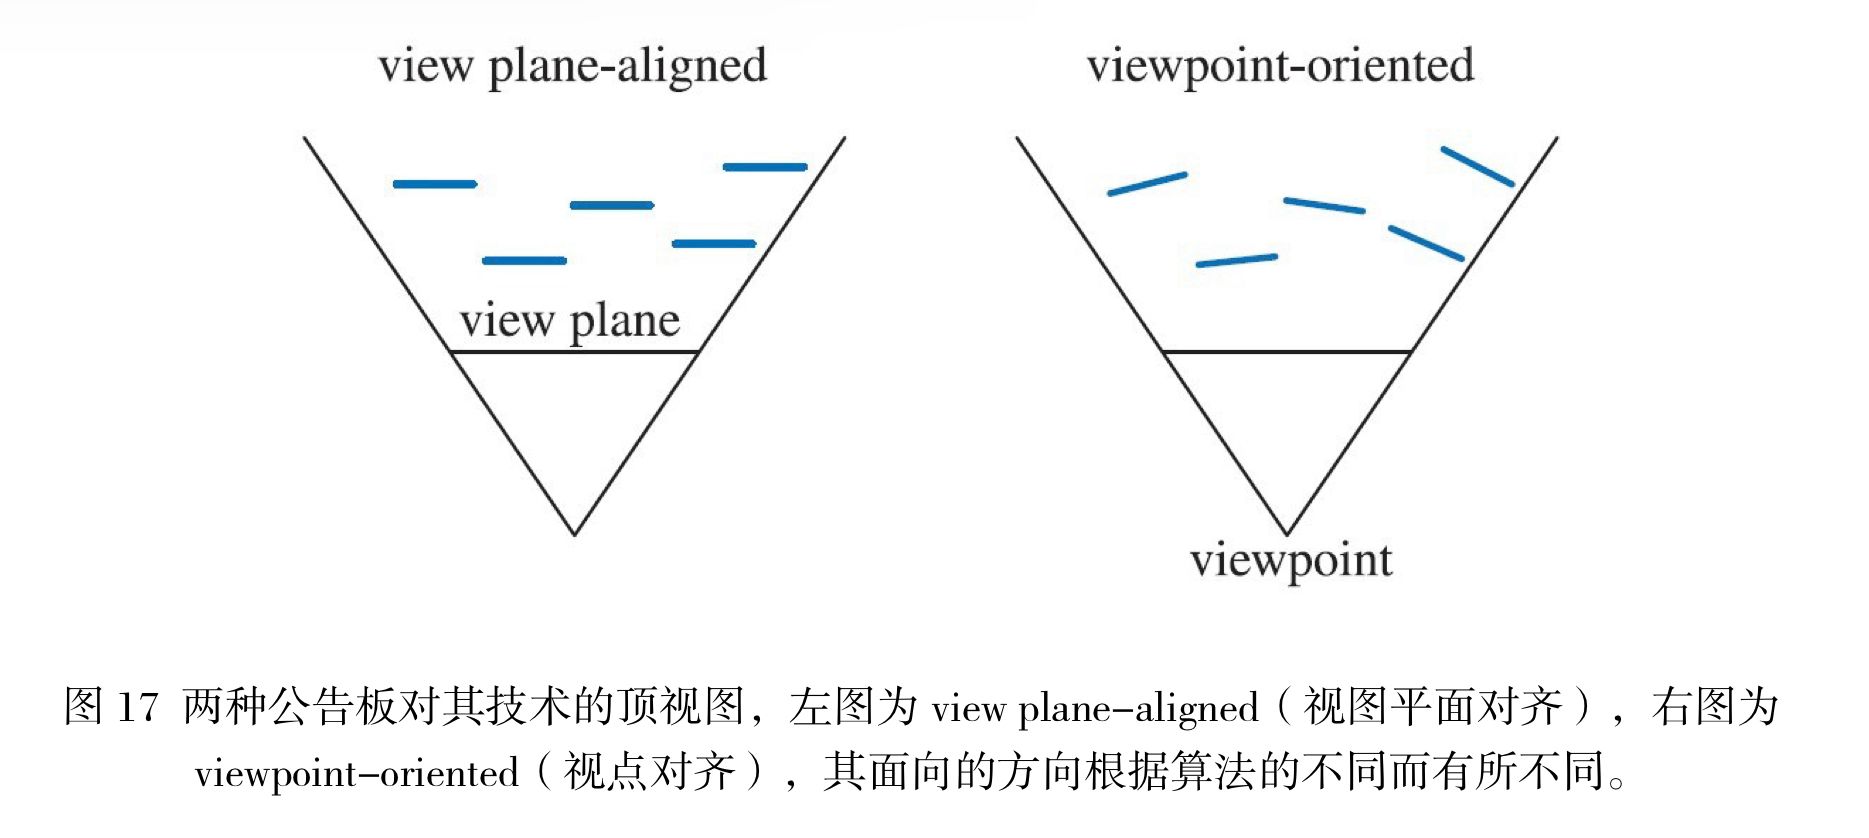 view plane-aligned
viewpoint-oriented
view plane
viewpoint
图 17 两种公告板对其技术的顶视图，左图为 view plane-aligned（视图平面对齐），右图为
viewpoint-oriented（视点对齐），其面向的方向根据算法的不同而有所不同。